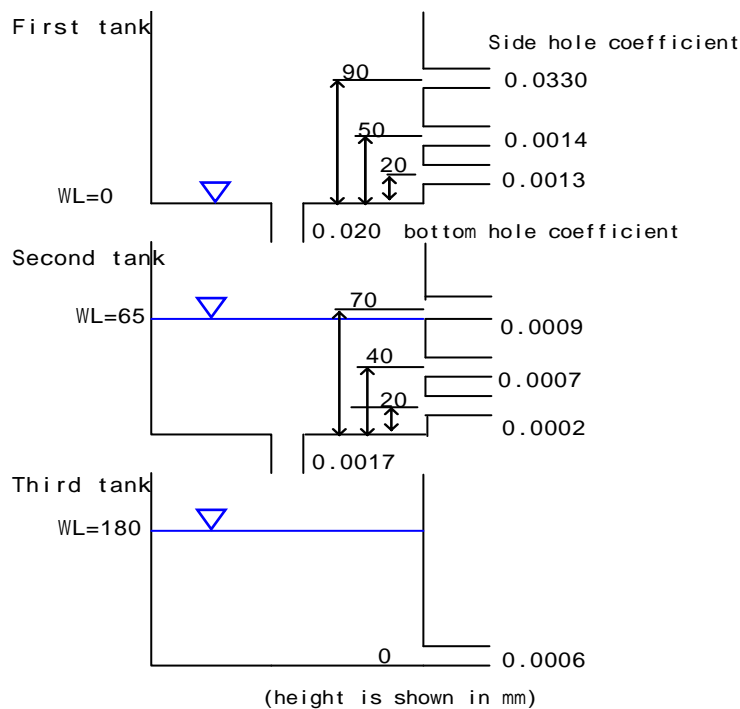 First tank
Side hole coefficient
90
0.0330
50
0.0014
20
0.0013
WL=0
0.020 bottom hole coefficient
Second tank
70
WL=65
0.0009
40
0.0007
20
0.0002
0.0017
Third tank
WL=180
0
0.0006
(height is shown in mm)